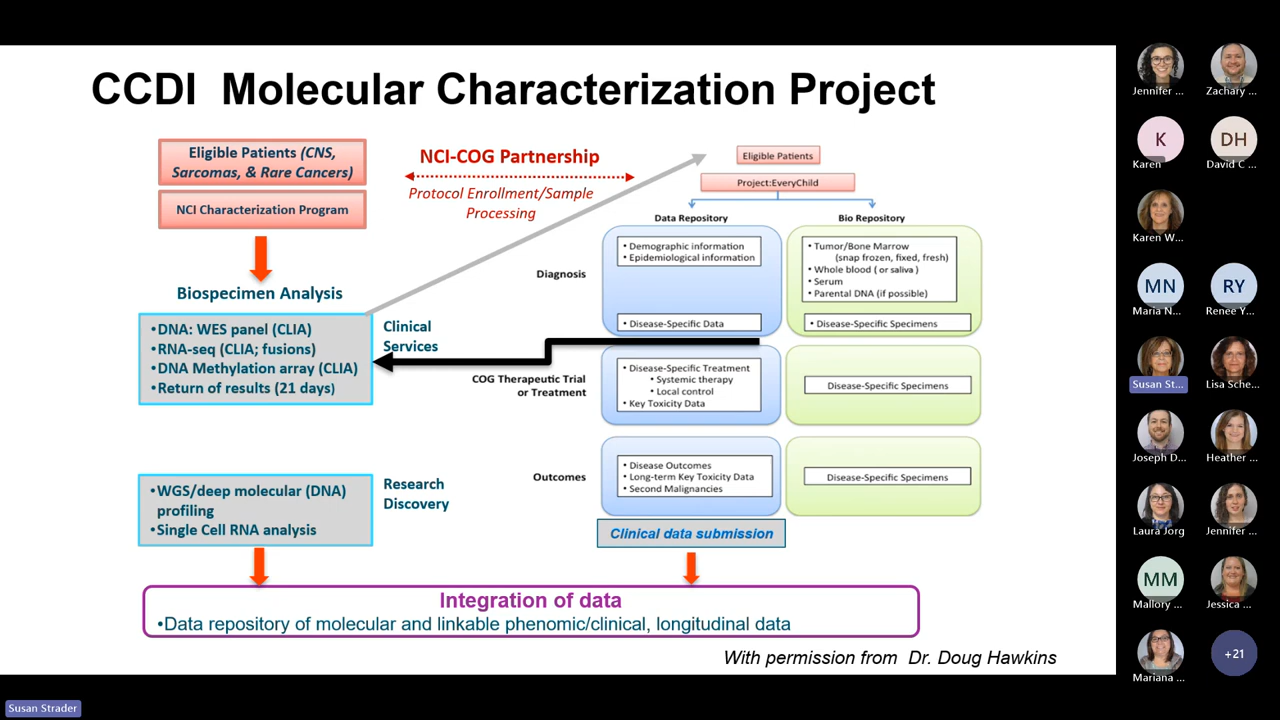 CCDI Molecular Characterization Project
Eligible Patients (CNS,
Sarcomas, & Rare Cancers)
NCI Characterization Program
NCI-COG Partnership
Protocol Enrollment/Sample
Processing
Biospecimen Analysis
•DNA: WES panel (CLIA)
•RNA-seq (CLIA; fusions)
•DNA Methylation array (CLIA)
•Return of results (21 days)
Clinical
Services
•WGS/deep molecular (DNA)
profiling
•Single Cell RNA analysis
Research
Discovery
Eligible Patients
Project:EveryChild
Data Repository
Bio Repository
Diagnosis
• Demographic information
• Epidemiological information
• Disease-Specific Data
• Tumor/Bone Marrow
(snap frozen, fixed, fresh)
• Whole blood ( or saliva )
• Serum
• Parental DNA (if possible)
• Disease-Specific Specimens
COG Therapeutic Trial
or Treatment
• Disease-Specific Treatment
• Systemic therapy
• Local control
• Key Toxicity Data
Disease-Specific Specimens
Outcomes
• Disease Outcomes
• Long-term Key Toxicity Data
• Second Malignancies
Disease-Specific Specimens
Clinical data submission
Integration of data
•Data repository of molecular and linkable phenomic/clinical, longitudinal data
With permission from Dr. Doug Hawkins
Jennifer ...
Zachary ...
K
Karen
DH
David C ...
Karen W...
MN
Maria N...
RY
Renee Y...
Susan St...
Lisa Sche...
Joseph D...
Heather ...
Laura Jorg
Jennifer ...
MM
Mallory ...
Jessica ...
Mariana ...
+21
Susan Strader